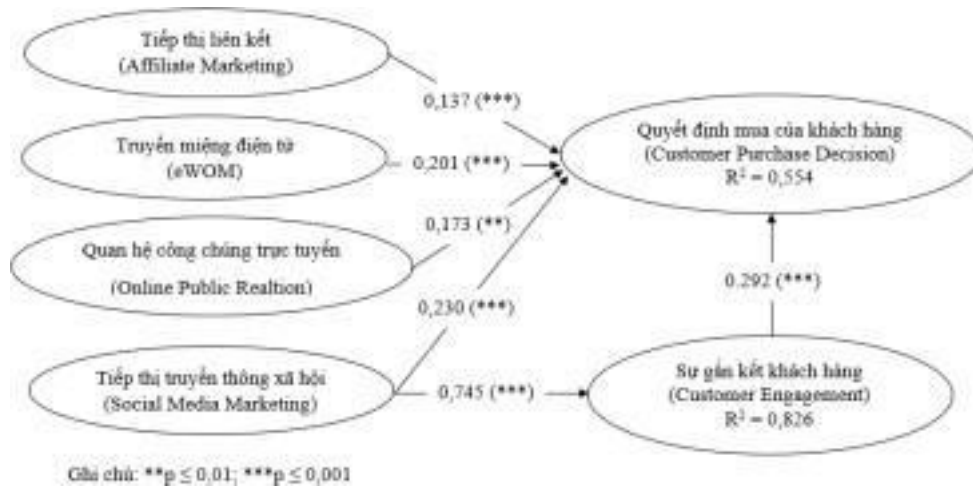 Tiếp thị liên kết
(Affiliate Marketing)
0,137 (***)
Truyền miệng điện tử
(eWOM)
0,201 (***)
Quyết định mua của khách hàng
(Customer Purchase Decision)
R² = 0,554
Quan hệ công chúng trực tuyến
(Online Public Realtion)
0,173 (**)
0,230 (***)
0.292 (***)
Tiếp thị truyền thông xã hội
(Social Media Marketing)
0,745 (***)
Sự gắn kết khách hàng
(Customer Engagement)
R² = 0,826
Ghi chú: **p ≤ 0,01; ***p ≤ 0,001